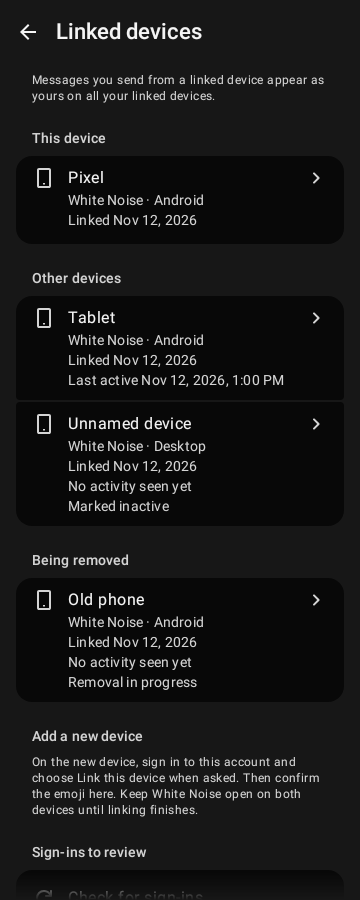 Linked devices
Messages you send from a linked device appear as
yours on all your linked devices.
This device
Pixel
White Noise · Android
Linked Nov 12, 2026
Other devices
Tablet
White Noise · Android
Linked Nov 12, 2026
Last active Nov 12, 2026, 1:00 PM
Unnamed device
White Noise · Desktop
Linked Nov 12, 2026
No activity seen yet
Marked inactive
Being removed
Old phone
White Noise · Android
Linked Nov 12, 2026
No activity seen yet
Removal in progress
Add a new device
On the new device, sign in to this account and
choose Link this device when asked. Then confirm
the emoji here. Keep White Noise open on both
devices until linking finishes.
Sign-ins to review
Check for sign-ins